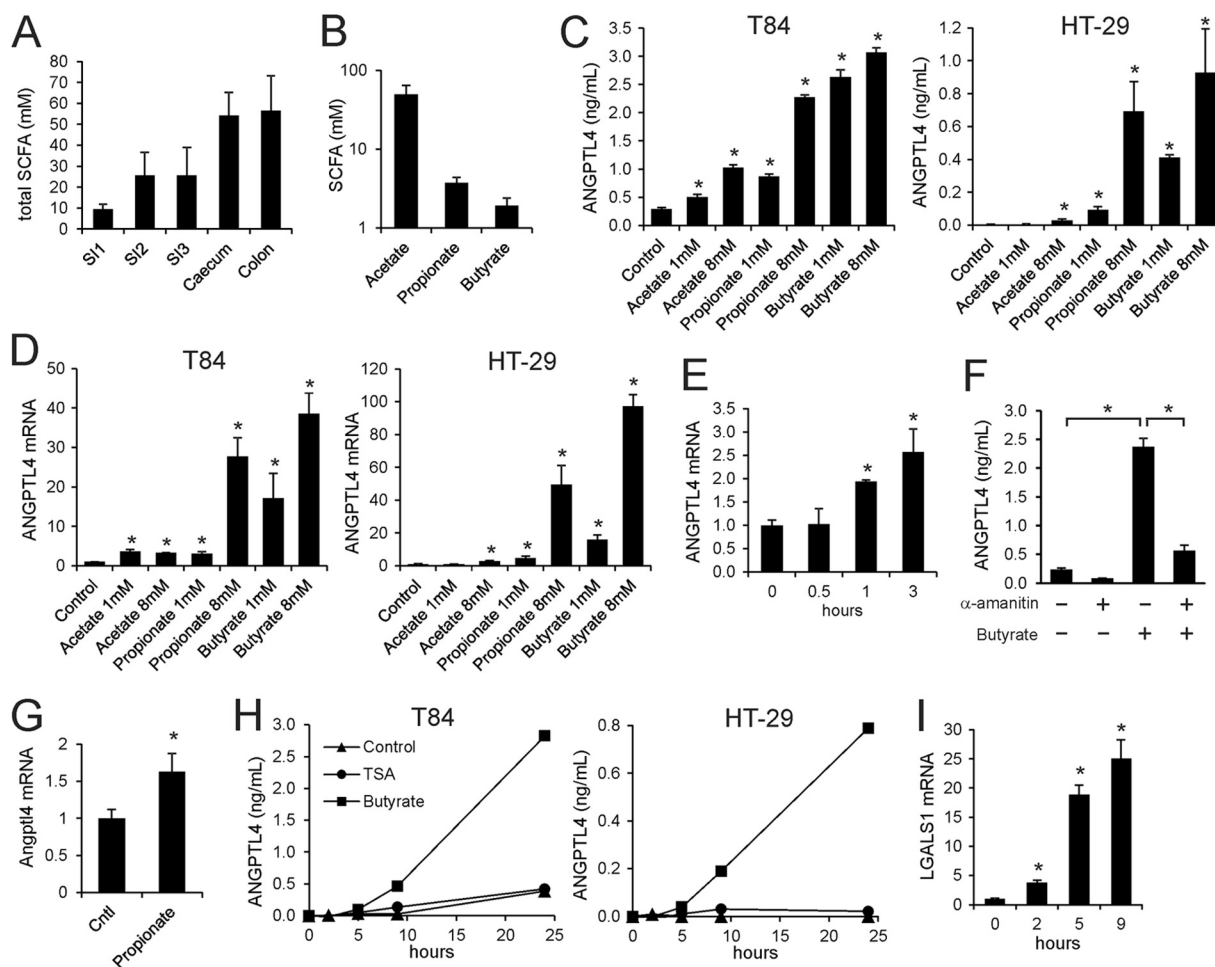 A
total SCFA (mM)
80
70
60
50
40
30
20
10
0
SI1
SI2
SI3
Caecum
Colon
B
SCFA (mM)
100
10
1
Acetate
Propionate
Butyrate
C
T84
ANGPTL4 (ng/mL)
3.5
3.0
2.5
2.0
1.5
1.0
0.5
0.0
* * * * * *
Control
Acetate 1mM
Acetate 8mM
Propionate 1mM
Propionate 8mM
Butyrate 1mM
Butyrate 8mM
HT-29
ANGPTL4 (ng/mL)
1.2
1.0
0.8
0.6
0.4
0.2
0.0
* * * * *
Control
Acetate 1mM
Acetate 8mM
Propionate 1mM
Propionate 8mM
Butyrate 1mM
Butyrate 8mM
D
T84
ANGPTL4 mRNA
50
40
30
20
10
0
* * * * * *
Control
Acetate 1mM
Acetate 8mM
Propionate 1mM
Propionate 8mM
Butyrate 1mM
Butyrate 8mM
HT-29
ANGPTL4 mRNA
120
100
80
60
40
20
0
* * * * *
Control
Acetate 1mM
Acetate 8mM
Propionate 1mM
Propionate 8mM
Butyrate 1mM
Butyrate 8mM
E
ANGPTL4 mRNA
3.5
3.0
2.5
2.0
1.5
1.0
0.5
0.0
* *
0 0.5 1 3
hours
F
ANGPTL4 (ng/mL)
3.0
2.5
2.0
1.5
1.0
0.5
0.0
* *
α-amanitin − + − +
Butyrate − − + +
G
Angptl4 mRNA
2
1.5
1
0.5
0
*
Cntl
Propionate
H
T84
ANGPTL4 (ng/mL)
3.0
2.5
2.0
1.5
1.0
0.5
0.0
Control
TSA
Butyrate
0 5 10 15 20 25
hours
HT-29
ANGPTL4 (ng/mL)
0.8
0.6
0.4
0.2
0.0
0 5 10 15 20 25
hours
I
LGALS1 mRNA
30
25
20
15
10
5
0
* * *
0 2 5 9
hours